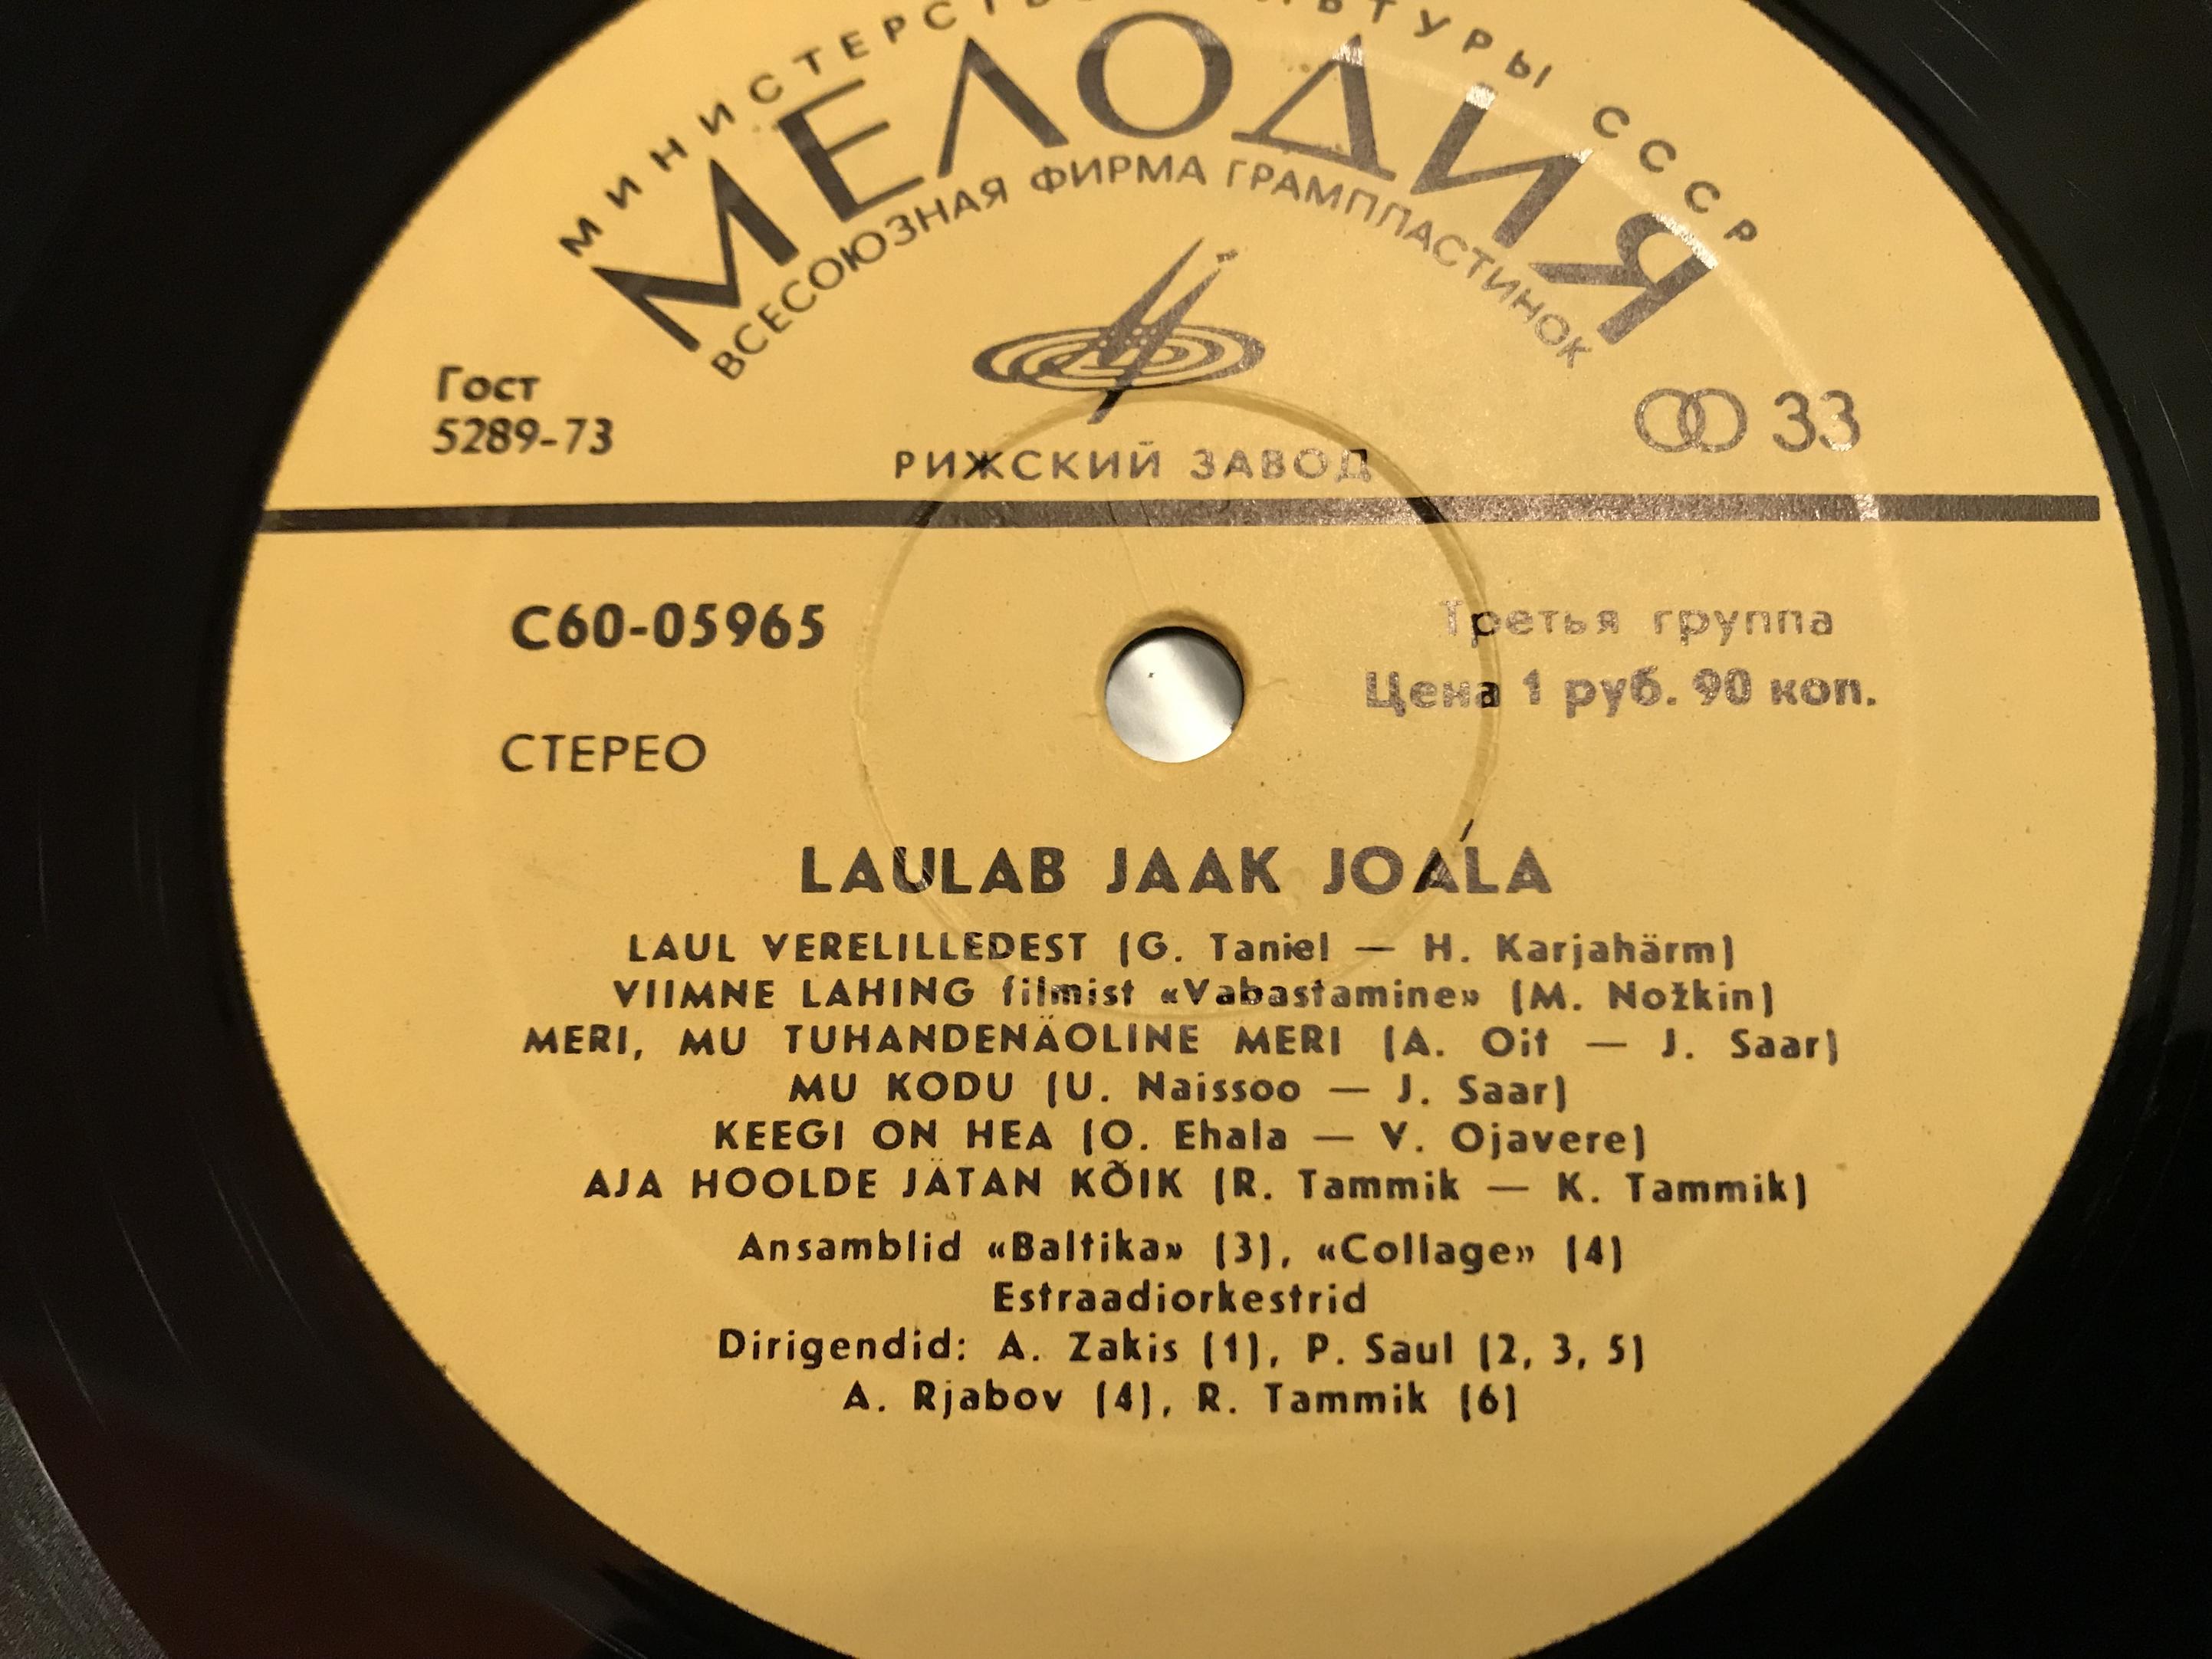 МИНИСТЕРСТВО КУЛЬТУРЫ СССР
МЕЛОДИЯ
ВСЕСОЮЗНАЯ ФИРМА ГРАМПЛАСТИНОК
Гост
5289-73
33
РИЖСКИЙ ЗАВОД
С60-05965
Третья группа
Цена 1 руб. 90 коп.
СТЕРЕО
LAULAB JAAK JOALA
LAUL VERELILLEDEST (G. Taniel — H. Karjahärm)
VIIMNE LAHING filmist «Vabastamine» (M. Nožkin)
MERI, MU TUHANDENÄOLINE MERI (A. Oit — J. Saar)
MU KODU (U. Naissoo — J. Saar)
KEEGI ON HEA (O. Ehala — V. Ojavere)
AJA HOOLDE JÄTAN KÕIK (R. Tammik — K. Tammik)
Ansamblid «Baltika» (3), «Collage» (4)
Estraadiorkestrid
Dirigendid: A. Zakis (1), P. Saul (2, 3, 5)
A. Rjabov (4), R. Tammik (6)